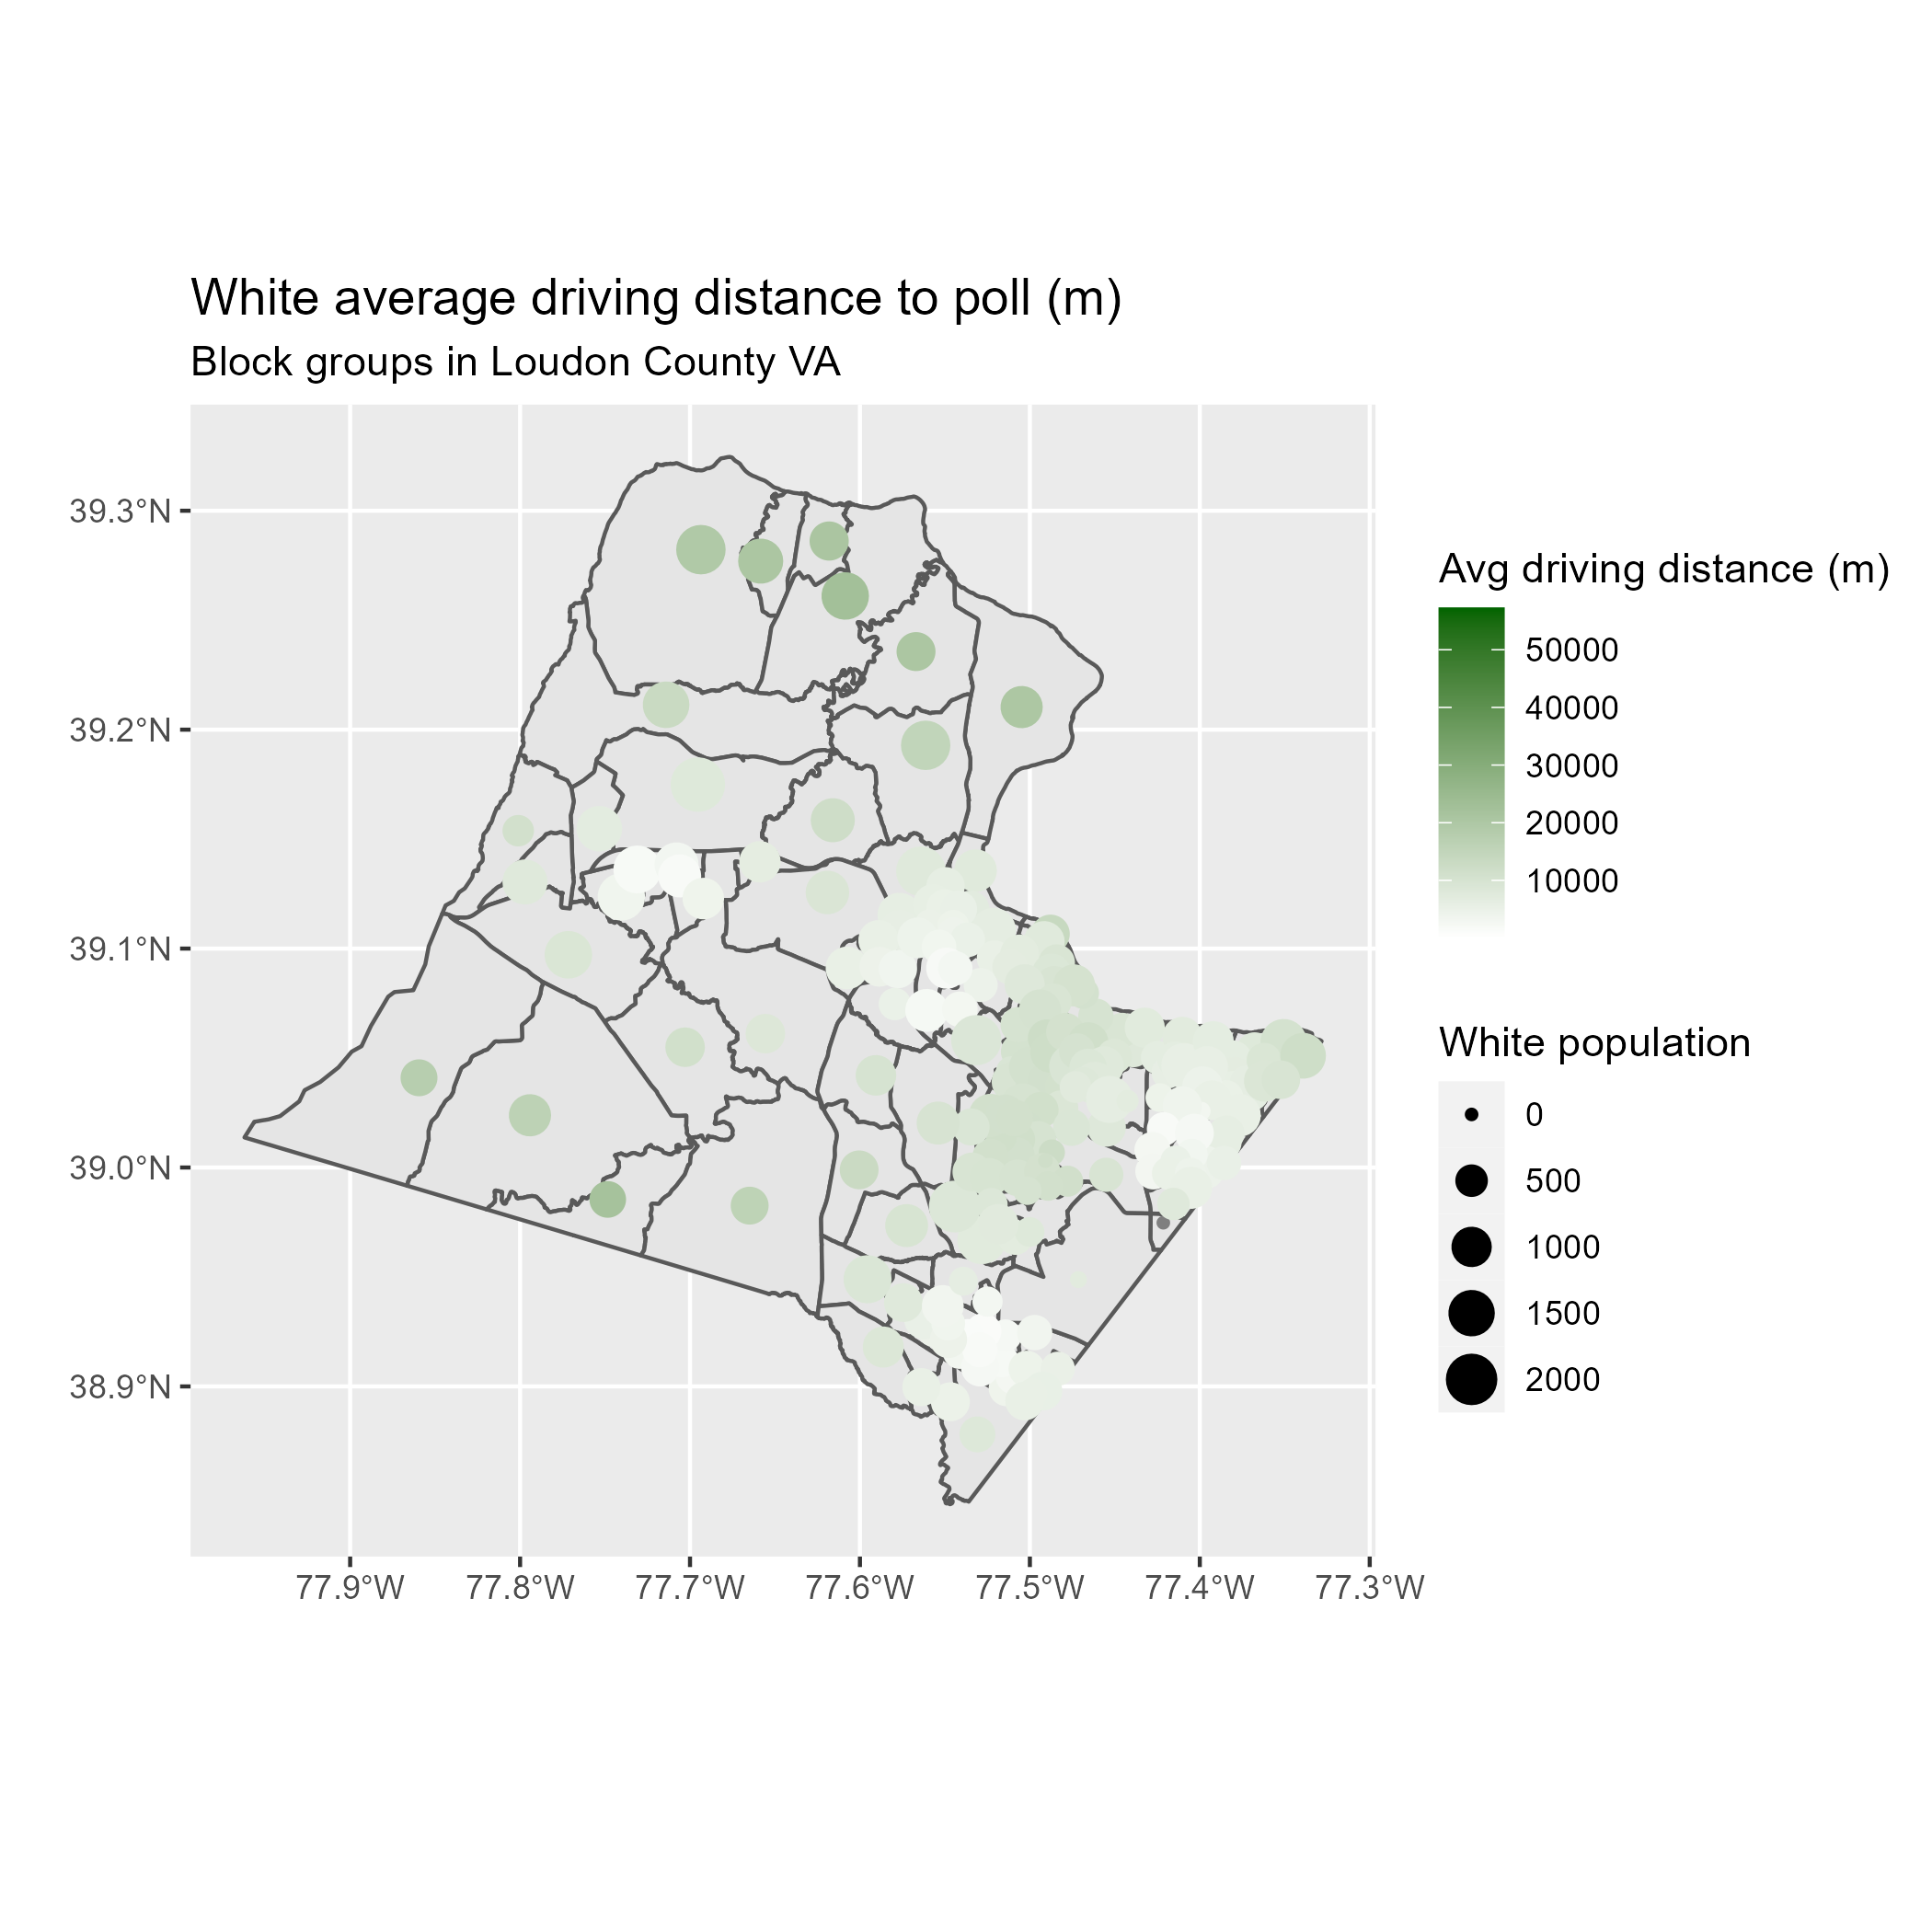 White average driving distance to poll (m)
Block groups in Loudon County VA
39.3°N
39.2°N
39.1°N
39.0°N
38.9°N
77.9°W
77.8°W
77.7°W
77.6°W
77.5°W
77.4°W
77.3°W
Avg driving distance (m)
50000
40000
30000
20000
10000
White population
0
500
1000
1500
2000